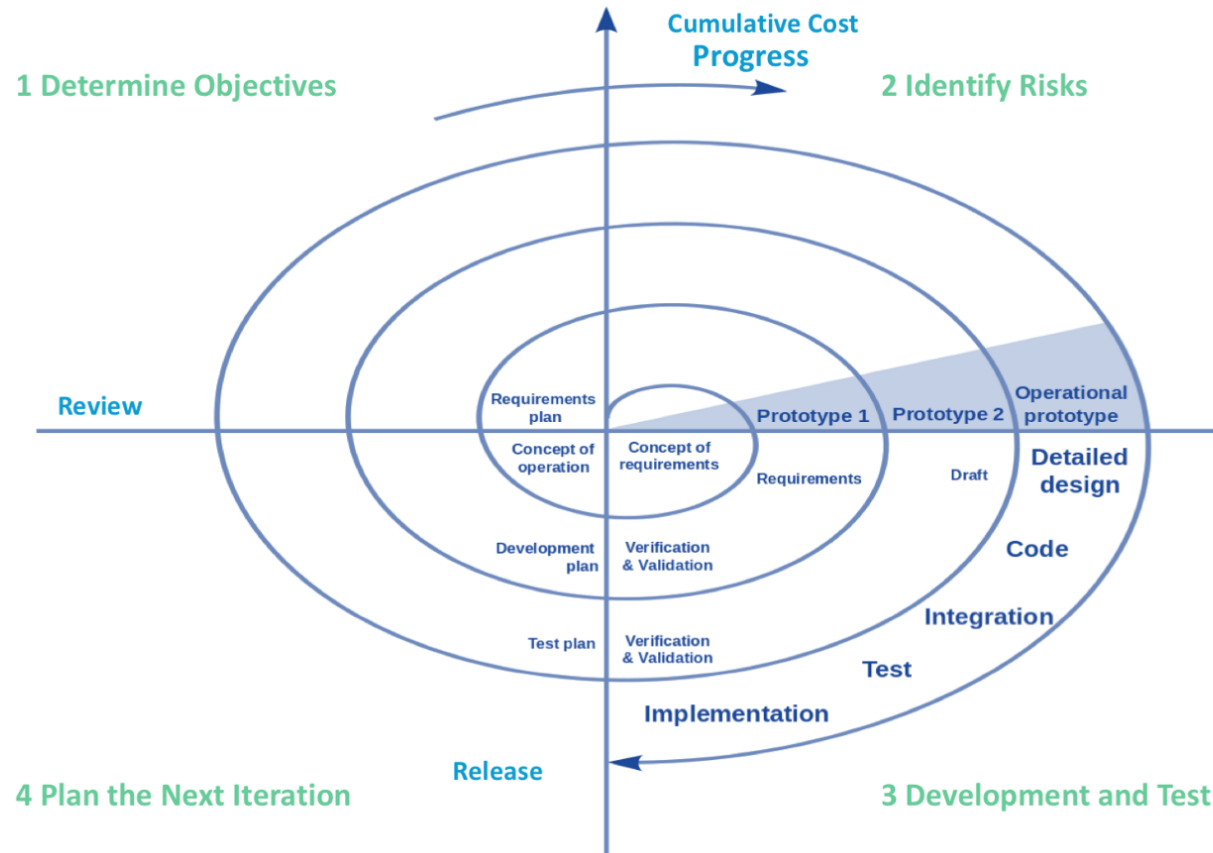 Cumulative Cost
Progress
1 Determine Objectives
2 Identify Risks
Review
Requirements
plan
Prototype 1
Prototype 2
Operational
prototype
Concept of
operation
Concept of
requirements
Requirements
Draft
Detailed
design
Development
plan
Verification
& Validation
Code
Integration
Test plan
Verification
& Validation
Test
Implementation
Release
4 Plan the Next Iteration
3 Development and Test